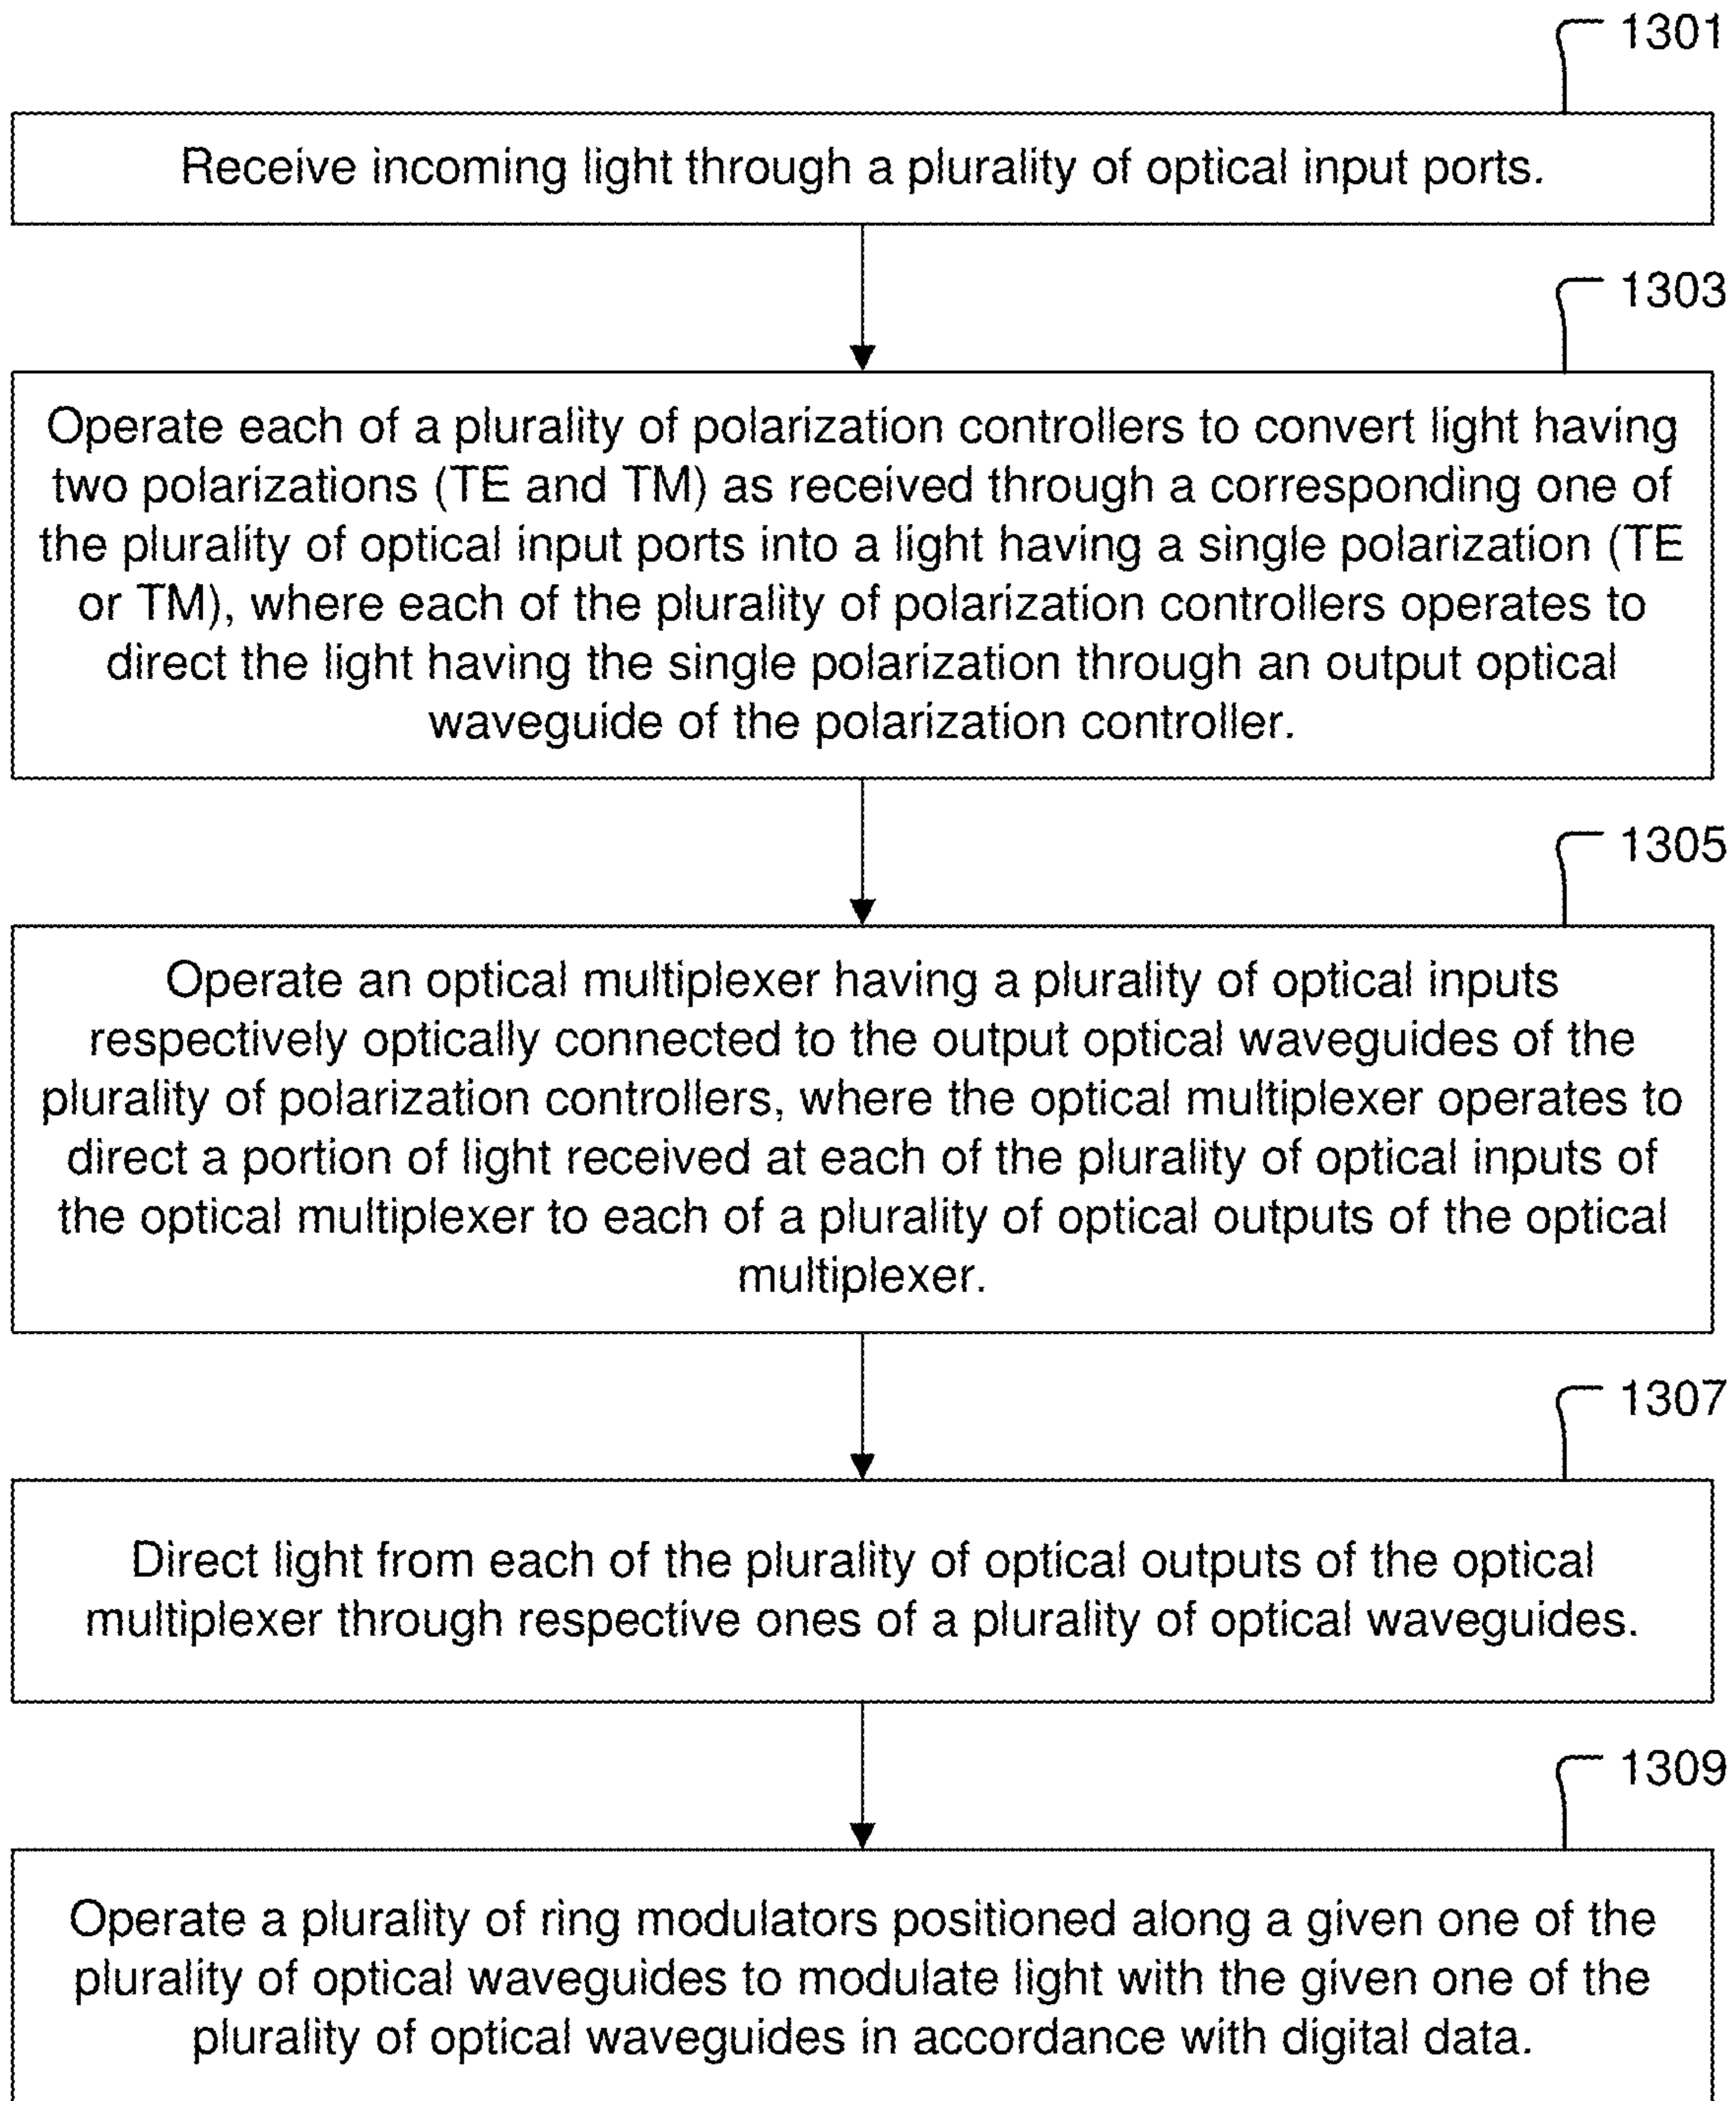 1301
Receive incoming light through a plurality of optical input ports.
1303
Operate each of a plurality of polarization controllers to convert light having
two polarizations (TE and TM) as received through a corresponding one of
the plurality of optical input ports into a light having a single polarization (TE
or TM), where each of the plurality of polarization controllers operates to
direct the light having the single polarization through an output optical
waveguide of the polarization controller.
1305
Operate an optical multiplexer having a plurality of optical inputs
respectively optically connected to the output optical waveguides of the
plurality of polarization controllers, where the optical multiplexer operates to
direct a portion of light received at each of the plurality of optical inputs of
the optical multiplexer to each of a plurality of optical outputs of the optical
multiplexer.
1307
Direct light from each of the plurality of optical outputs of the optical
multiplexer through respective ones of a plurality of optical waveguides.
1309
Operate a plurality of ring modulators positioned along a given one of the
plurality of optical waveguides to modulate light with the given one of the
plurality of optical waveguides in accordance with digital data.